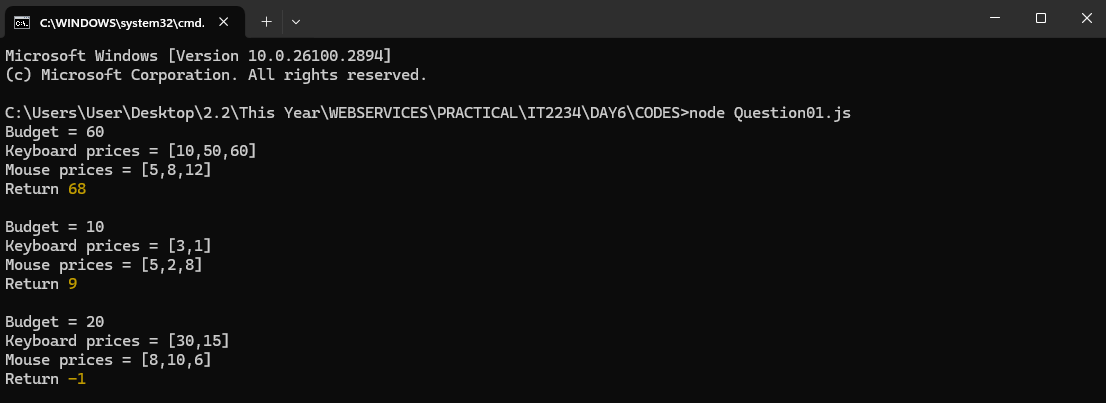 C:\WINDOWS\system32\cmd.
Microsoft Windows [Version 10.0.26100.2894]
(c) Microsoft Corporation. All rights reserved.
C:\Users\User\Desktop\2.2\This Year\WEBSERVICES\PRACTICAL\IT2234\DAY6\CODES>node Question01.js
Budget = 60
Keyboard prices = [10,50,60]
Mouse prices = [5,8,12]
Return 68
Budget = 10
Keyboard prices = [3,1]
Mouse prices = [5,2,8]
Return 9
Budget = 20
Keyboard prices = [30,15]
Mouse prices = [8,10,6]
Return -1